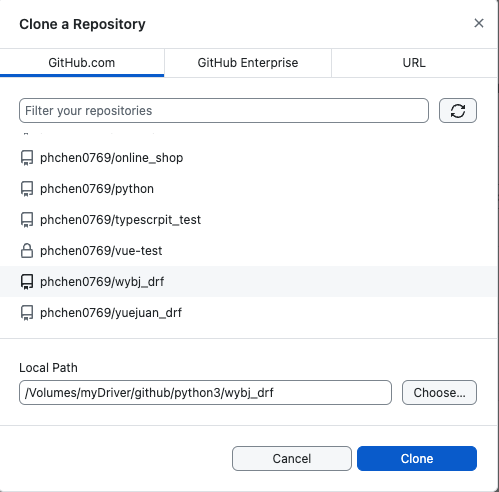 Clone a Repository
GitHub.com
GitHub Enterprise
URL
Filter your repositories
phchen0769/online_shop
phchen0769/python
phchen0769/typescrpit_test
phchen0769/vue-test
phchen0769/wybj_drf
phchen0769/yuejuan_drf
Local Path
/Volumes/myDriver/github/python3/wybj_drf
Choose...
Cancel
Clone